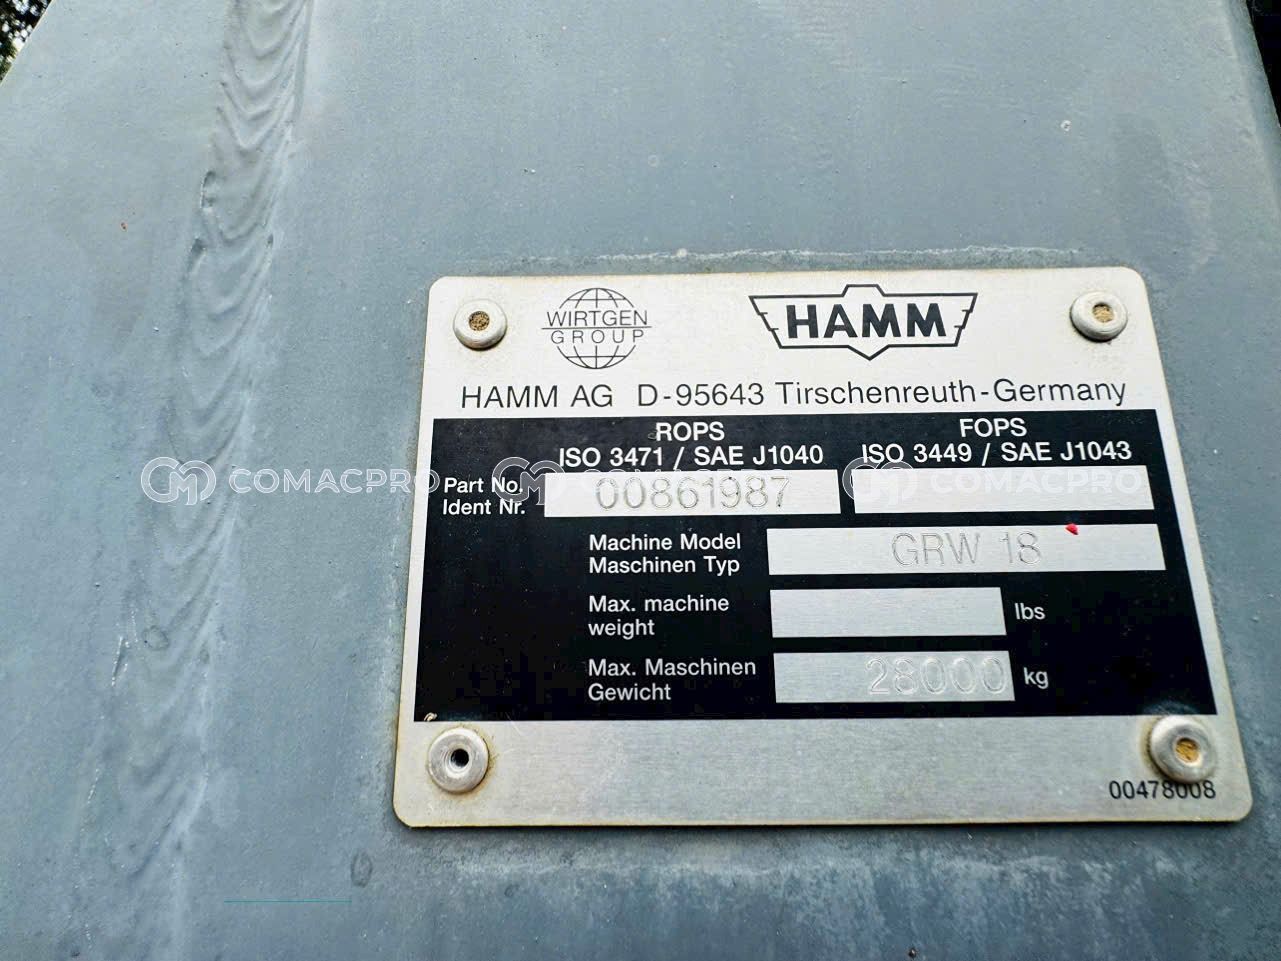 WIRTGEN
GROUP
HAMM
HAMM AG D-95643 Tirschenreuth-Germany
ROPS
ISO 3471 / SAE J1040
FOPS
ISO 3449 / SAE J1043
Part No.
Ident Nr.
00861987
COMACPRO COMACPRO COMACPRO
Machine Model
Maschinen Typ
GRW 18
Max. machine
weight
lbs
Max. Maschinen
Gewicht
28000 kg
00478008